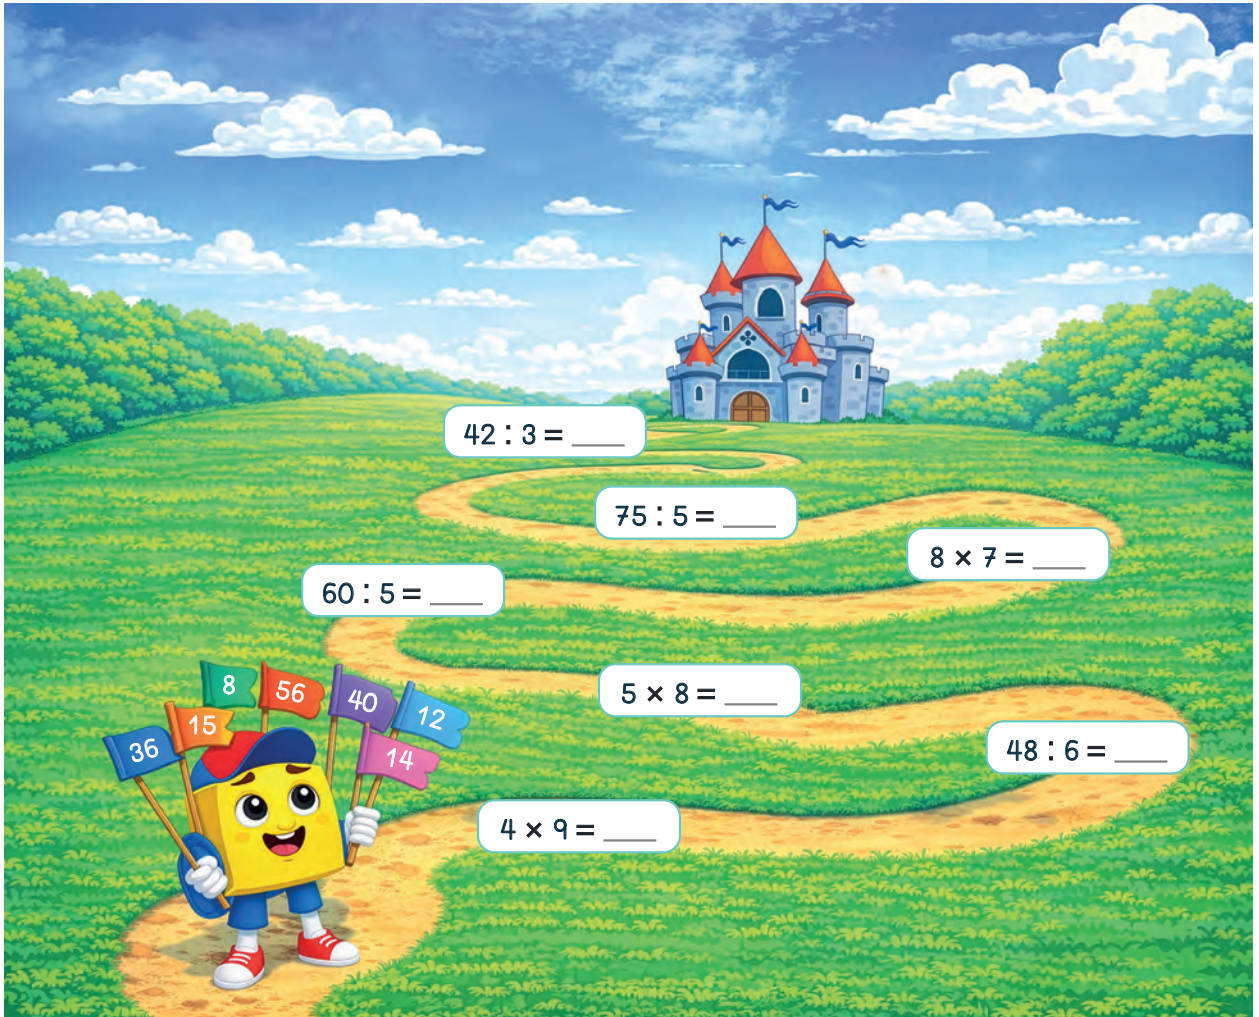 42 : 3 = ____
75 : 5 = ____
8 × 7 = ____
60 : 5 = ____
5 × 8 = ____
48 : 6 = ____
4 × 9 = ____
8
56
40
12
15
36
14